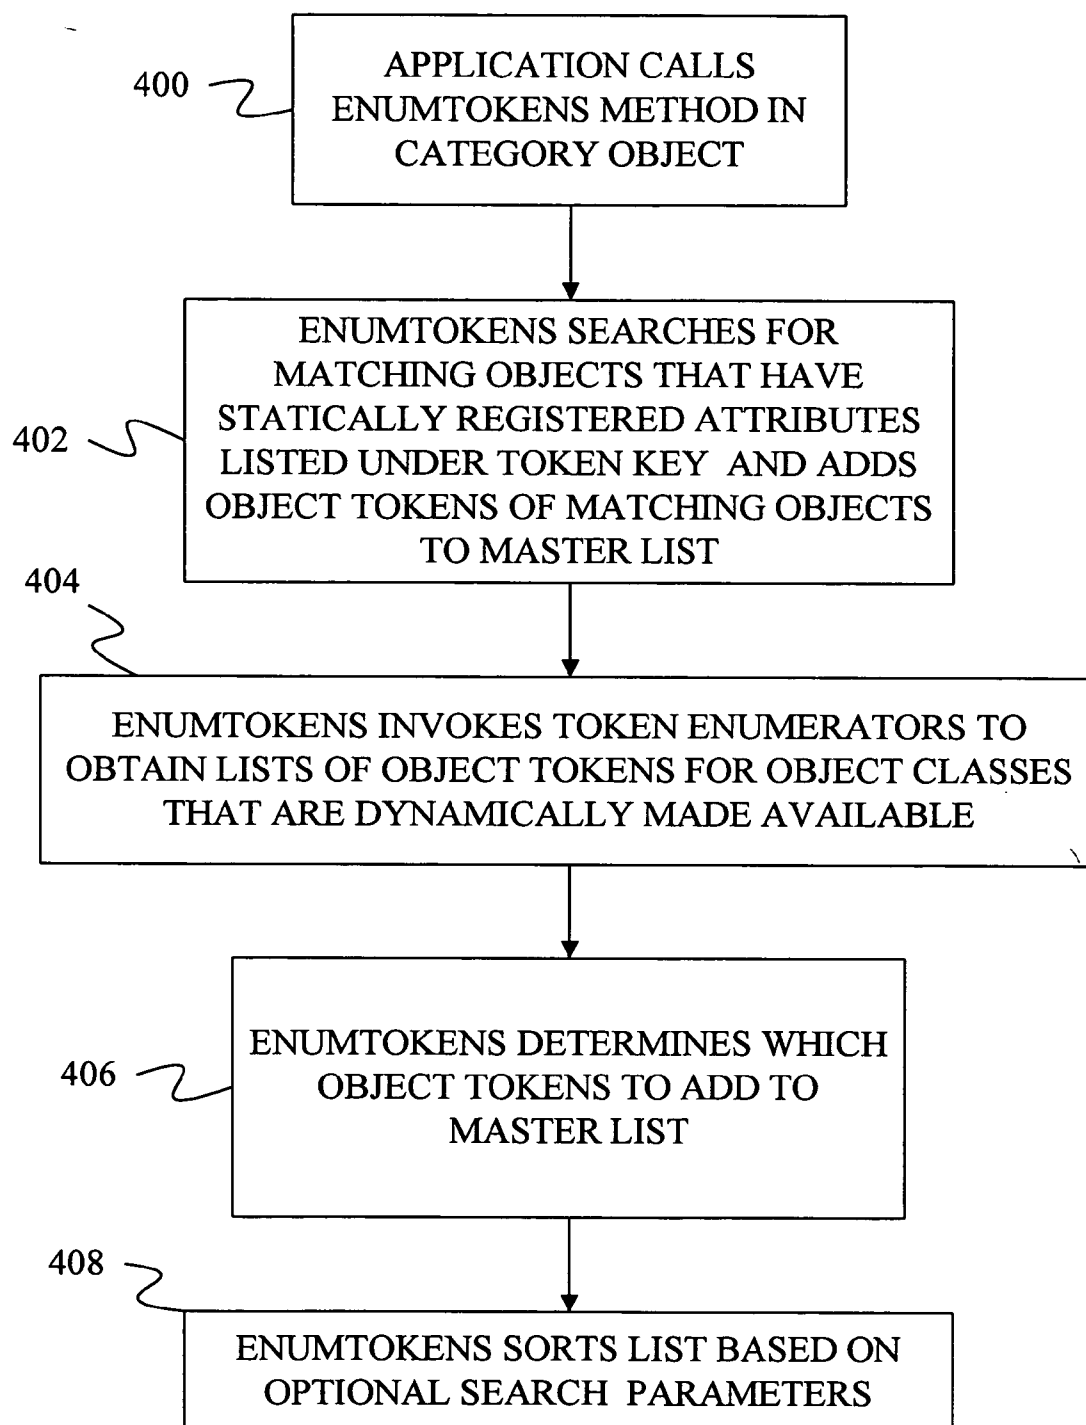 400
APPLICATION CALLS
ENUMTOKENS METHOD IN
CATEGORY OBJECT
402
ENUMTOKENS SEARCHES FOR
MATCHING OBJECTS THAT HAVE
STATICALLY REGISTERED ATTRIBUTES
LISTED UNDER TOKEN KEY AND ADDS
OBJECT TOKENS OF MATCHING OBJECTS
TO MASTER LIST
404
ENUMTOKENS INVOKES TOKEN ENUMERATORS TO
OBTAIN LISTS OF OBJECT TOKENS FOR OBJECT CLASSES
THAT ARE DYNAMICALLY MADE AVAILABLE
406
ENUMTOKENS DETERMINES WHICH
OBJECT TOKENS TO ADD TO
MASTER LIST
408
ENUMTOKENS SORTS LIST BASED ON
OPTIONAL SEARCH PARAMETERS